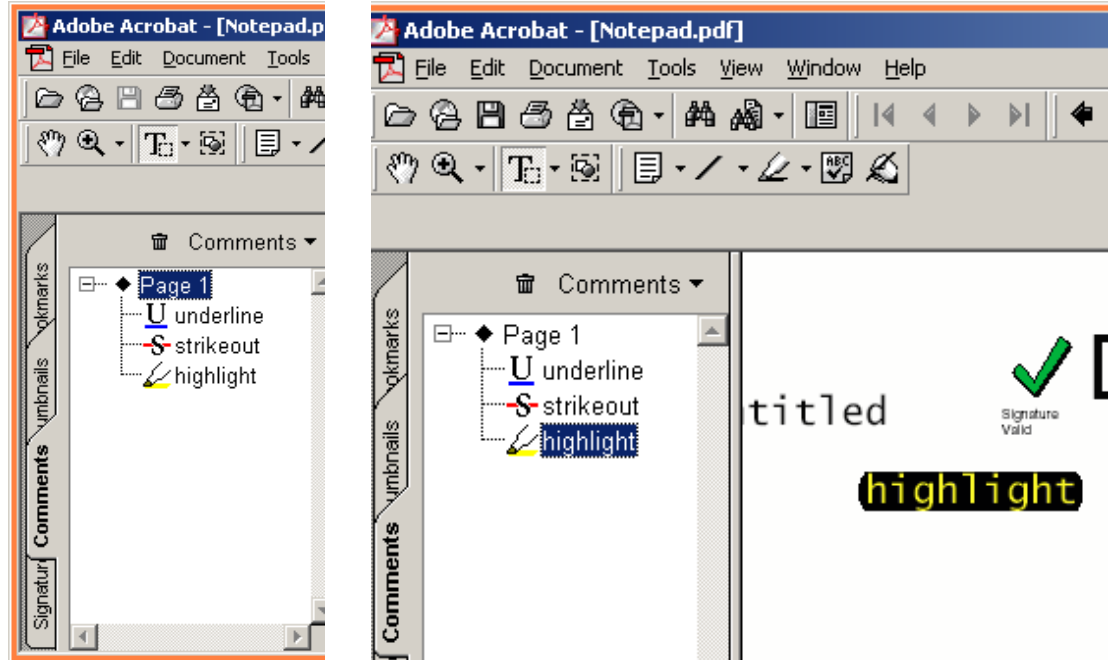 Adobe Acrobat - [Notepad.p
File Edit Document Tools
Comments
Page 1
U underline
S strikeout
highlight
okmarks
umbnails
Comments
Signatur
Adobe Acrobat - [Notepad.pdf]
File Edit Document Tools View Window Help
ABC
Comments
Page 1
U underline
S strikeout
highlight
okmarks
umbnails
Comments
titled
Signature
Valid
highlight